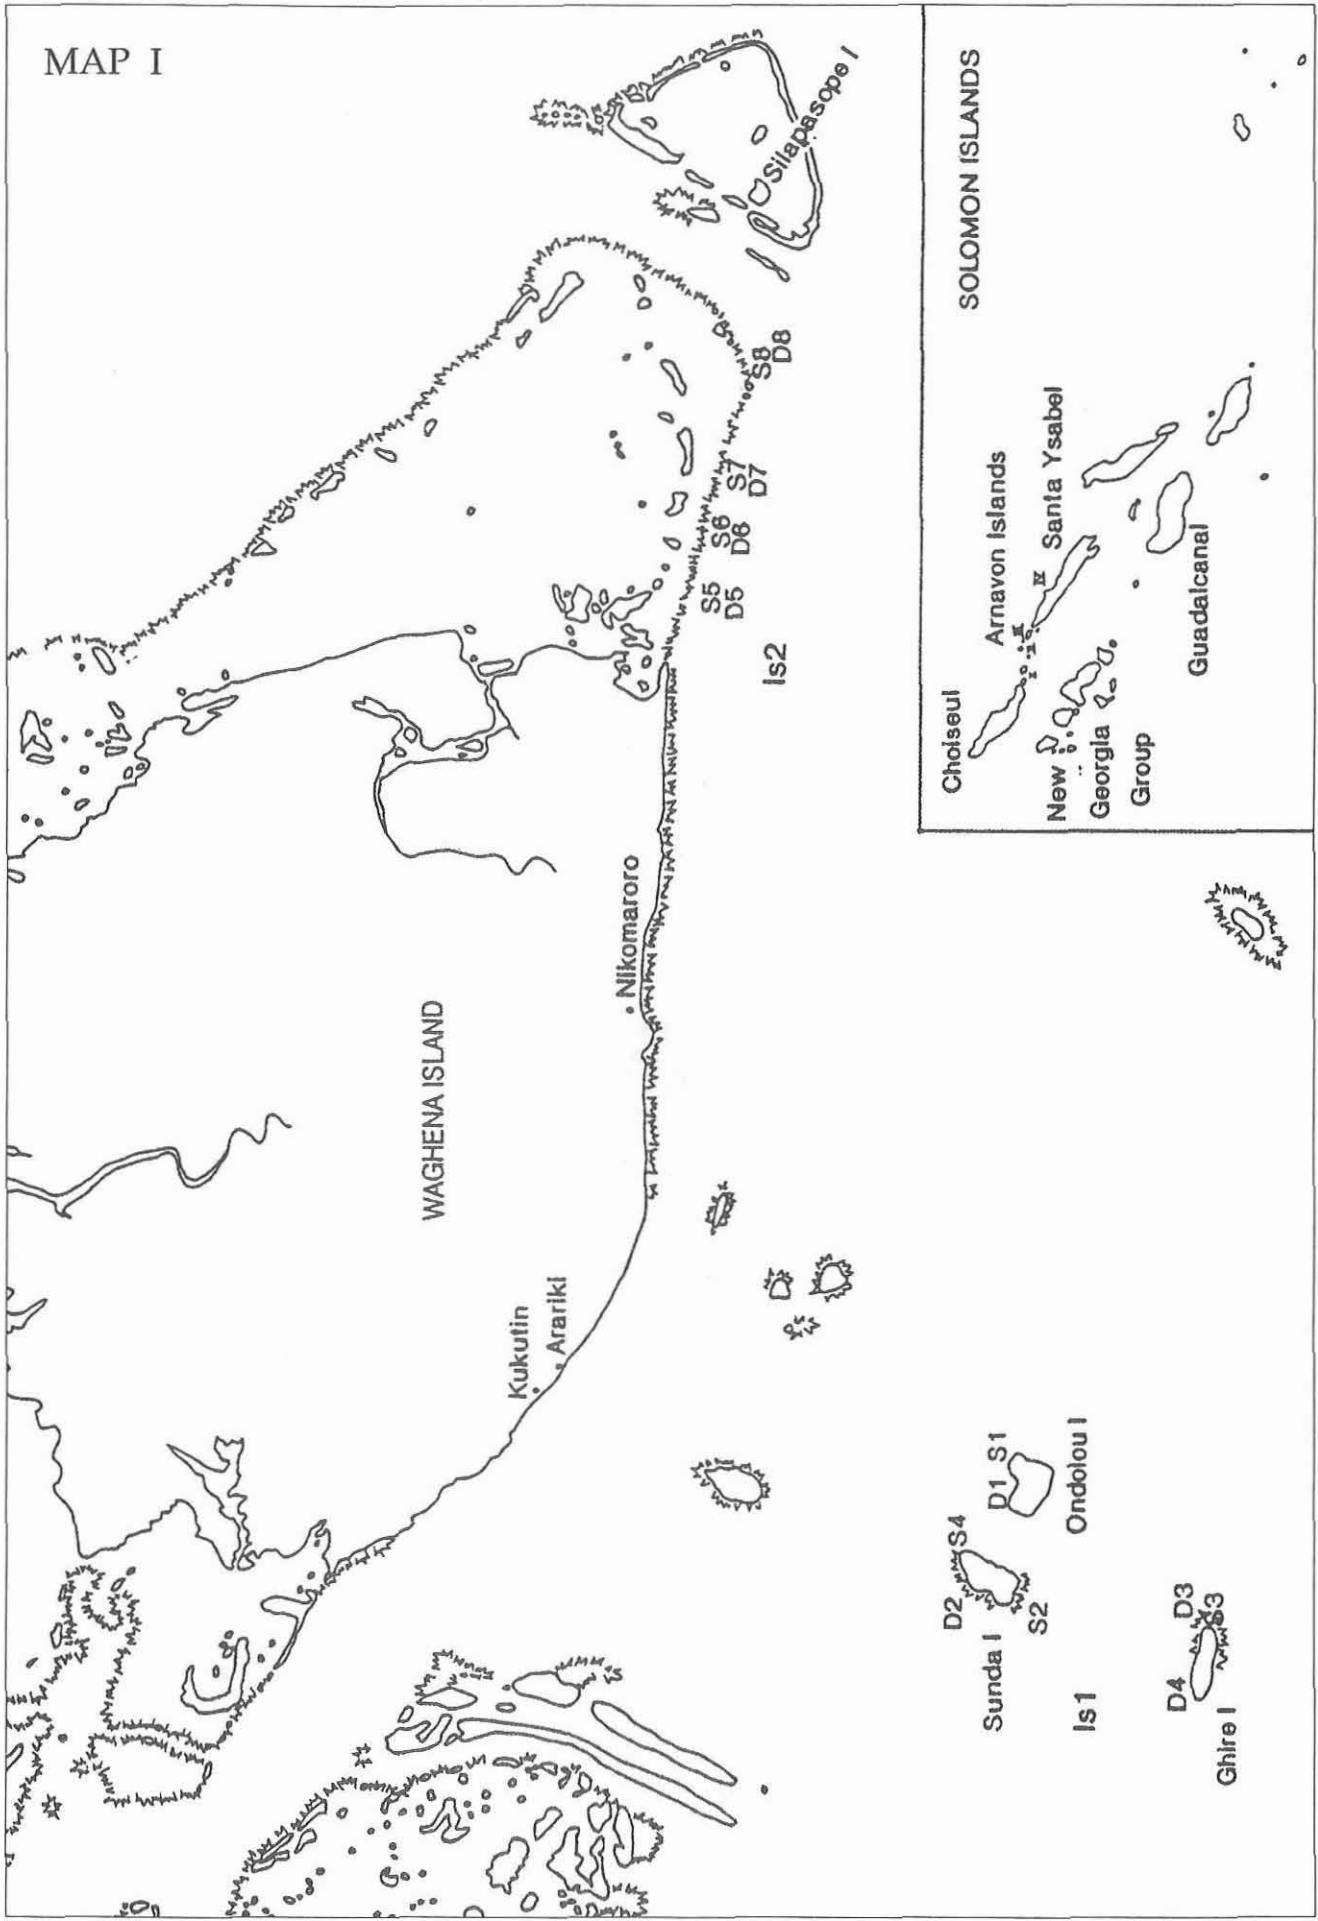 MAP I
Silapasope I
S8
D8
S7
D7
S6
D6
S5
D5
Is2
Nikomaroro
WAGHENA ISLAND
Kukutin
Arariki
D1 S1
Ondolou I
D2 S4
S2
Sunda I
Is1
D3
S3
D4
Ghire I
SOLOMON ISLANDS
Choiseul
Arnavon Islands
Santa Ysabel
IV
New
Georgia
Group
Guadalcanal